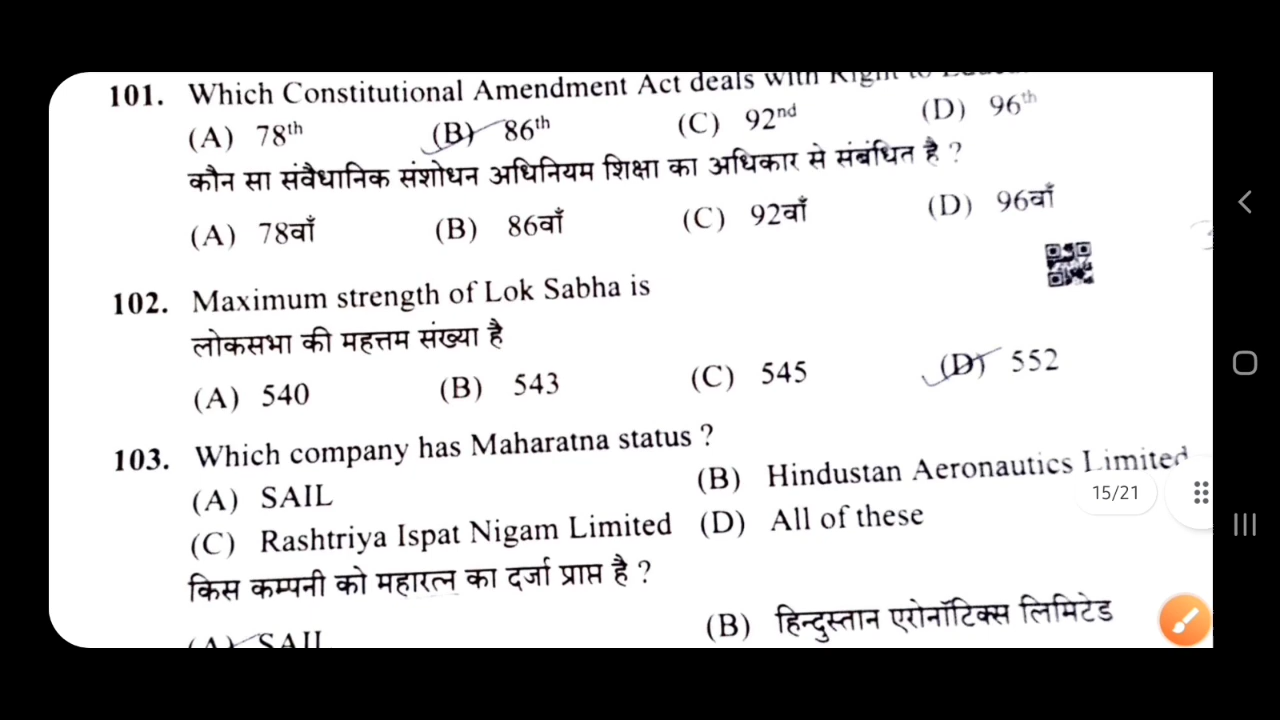 101. Which Constitutional Amendment Act deals with Right to
(A) 78th (B) 86th (C) 92nd (D) 96th
कौन सा संवैधानिक संशोधन अधिनियम शिक्षा का अधिकार से संबंधित है ?
(A) 78वाँ (B) 86वाँ (C) 92वाँ (D) 96वाँ
102. Maximum strength of Lok Sabha is
लोकसभा की महत्तम संख्या है
(A) 540 (B) 543 (C) 545 (D) 552
103. Which company has Maharatna status ?
(A) SAIL (B) Hindustan Aeronautics Limited
(C) Rashtriya Ispat Nigam Limited (D) All of these
15/21
किस कम्पनी को महारत्न का दर्जा प्राप्त है ?
(A) SAIL (B) हिन्दुस्तान एरोनॉटिक्स लिमिटेड